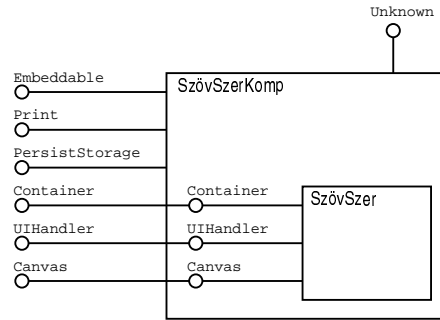 Unknown
Embeddable
SzövSzerKomp
Print
PersistStorage
Container
Container
SzövSzer
UIHandler
UIHandler
Canvas
Canvas